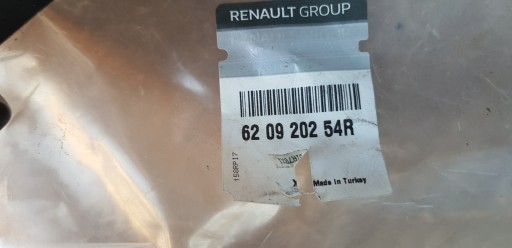 RENAULT GROUP
62 09 202 54R
Made in Turkey